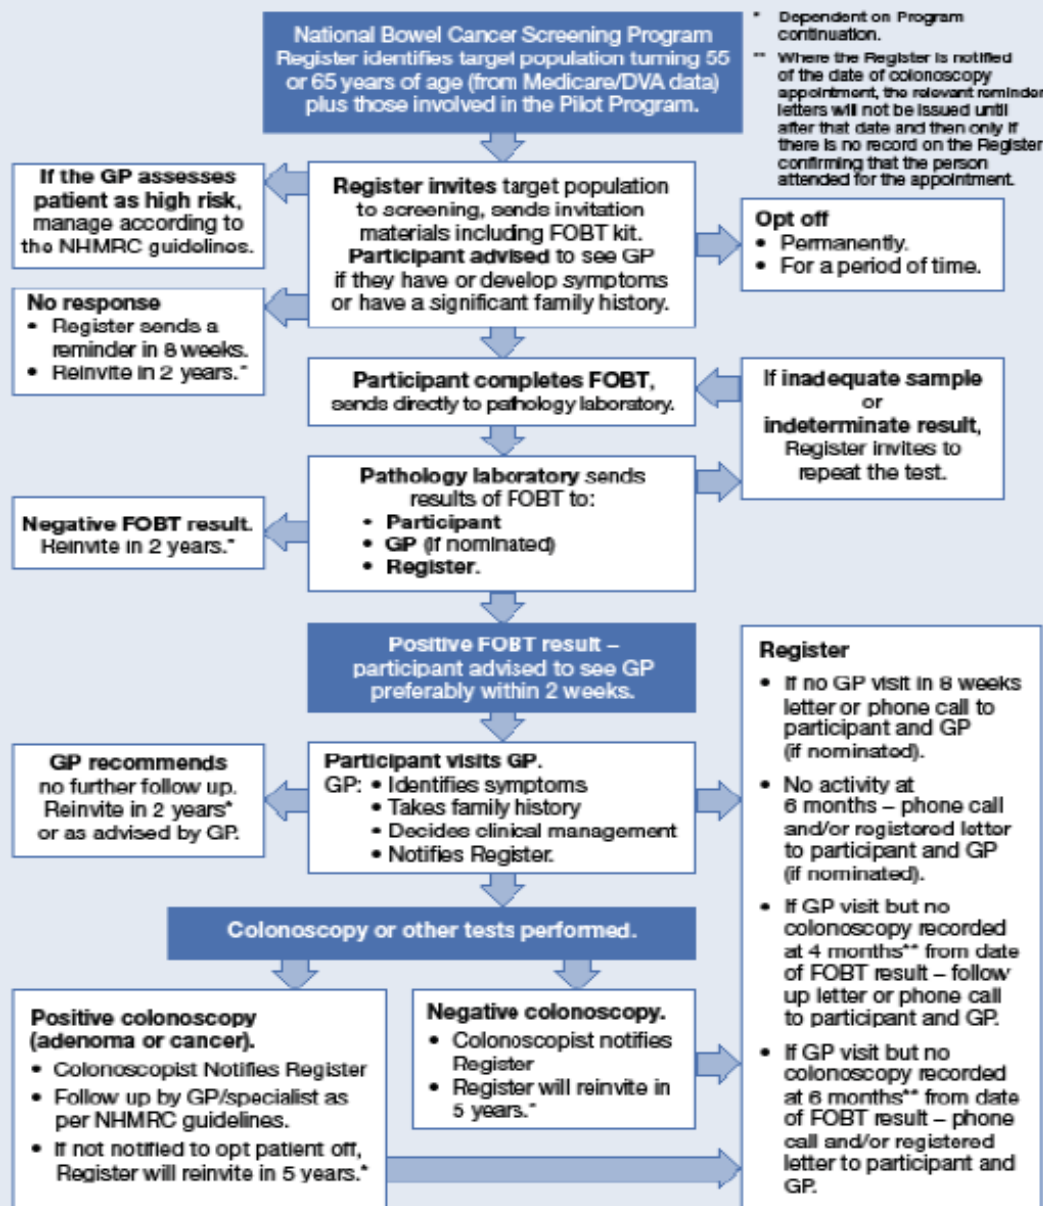 National Bowel Cancer Screening Program
Register identifies target population turning 55
or 65 years of age (from Medicare/DVA data)
plus those involved in the Pilot Program.
* Dependent on Program
continuation.
** Where the Register is notified
of the date of colonoscopy
appointment, the relevant reminder
letters will not be issued until
after that date and then only if
there is no record on the Register
confirming that the person
attended for the appointment.
If the GP assesses
patient as high risk,
manage according to
the NHMRC guidelines.
Register invites target population
to screening, sends invitation
materials including FOBT kit.
Participant advised to see GP
if they have or develop symptoms
or have a significant family history.
Opt off
• Permanently.
• For a period of time.
No response
• Register sends a
reminder in 8 weeks.
• Reinvite in 2 years.*
Participant completes FOBT,
sends directly to pathology laboratory.
If inadequate sample
or
indeterminate result,
Register invites to
repeat the test.
Pathology laboratory sends
results of FOBT to:
• Participant
• GP (if nominated)
• Register.
Negative FOBT result.
Reinvite in 2 years.*
Positive FOBT result –
participant advised to see GP
preferably within 2 weeks.
GP recommends
no further follow up.
Reinvite in 2 years*
or as advised by GP.
Participant visits GP.
GP: • Identifies symptoms
• Takes family history
• Decides clinical management
• Notifies Register.
Register
• If no GP visit in 8 weeks
letter or phone call to
participant and GP
(if nominated).
• No activity at
6 months – phone call
and/or registered letter
to participant and GP
(if nominated).
• If GP visit but no
colonoscopy recorded
at 4 months** from date
of FOBT result – follow
up letter or phone call
to participant and GP.
• If GP visit but no
colonoscopy recorded
at 6 months** from date
of FOBT result – phone
call and/or registered
letter to participant and
GP.
Colonoscopy or other tests performed.
Positive colonoscopy
(adenoma or cancer).
• Colonoscopist Notifies Register
• Follow up by GP/specialist as
per NHMRC guidelines.
• If not notified to opt patient off,
Register will reinvite in 5 years.*
Negative colonoscopy.
• Colonoscopist notifies
Register
• Register will reinvite in
5 years.*